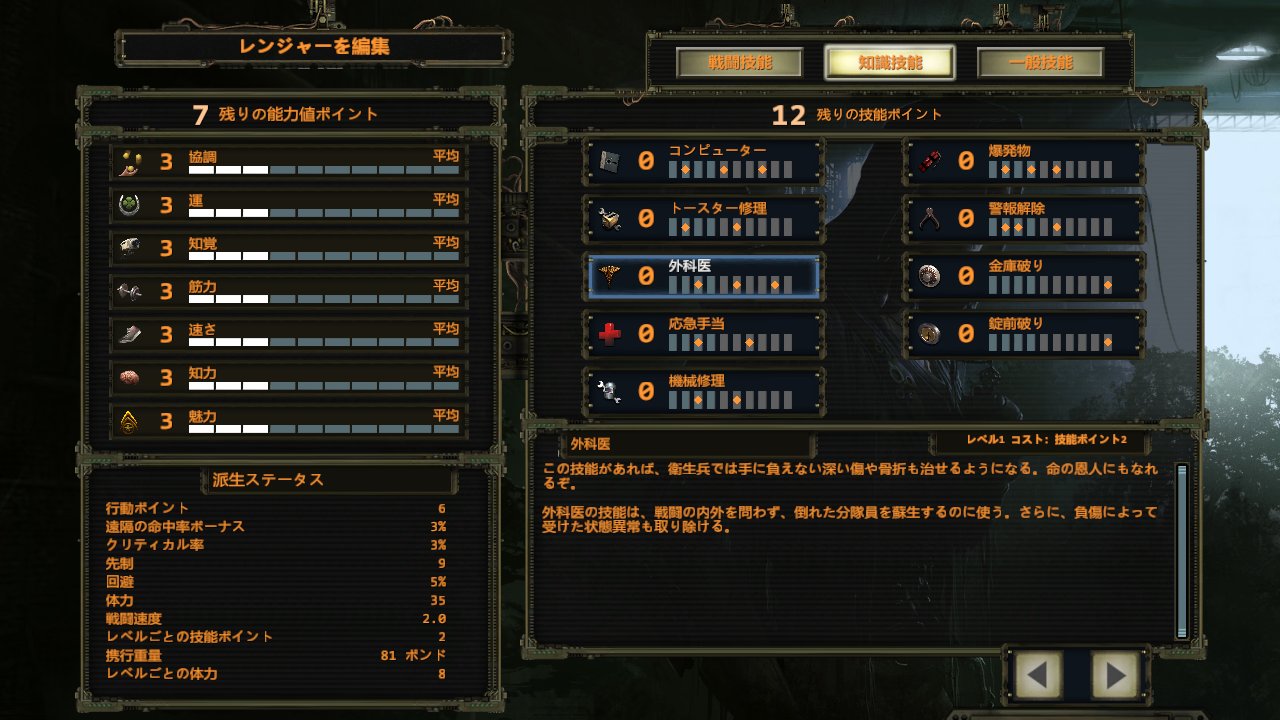 レンジャーを編集
戦闘技能
知識技能
一般技能
7 残りの能力値ポイント
3 協調 平均
3 運 平均
3 知覚 平均
3 筋力 平均
3 速さ 平均
3 知力 平均
3 魅力 平均
派生ステータス
行動ポイント 6
遠隔の命中率ボーナス 3%
クリティカル率 3%
先制 9
回避 5%
体力 35
戦闘速度 2.0
レベルごとの技能ポイント 2
携行重量 81 ポンド
レベルごとの体力 8
12 残りの技能ポイント
0 コンピューター
0 爆発物
0 トースター修理
0 警報解除
0 外科医
0 金庫破り
0 応急手当
0 錠前破り
0 機械修理
外科医
レベル1 コスト: 技能ポイント2
この技能があれば、衛生兵では手に負えない深い傷や骨折も治せるようになる。命の恩人にもなれ
るぞ。
外科医の技能は、戦闘の内外を問わず、倒れた分隊員を蘇生するのに使う。さらに、負傷によって
受けた状態異常も取り除ける。